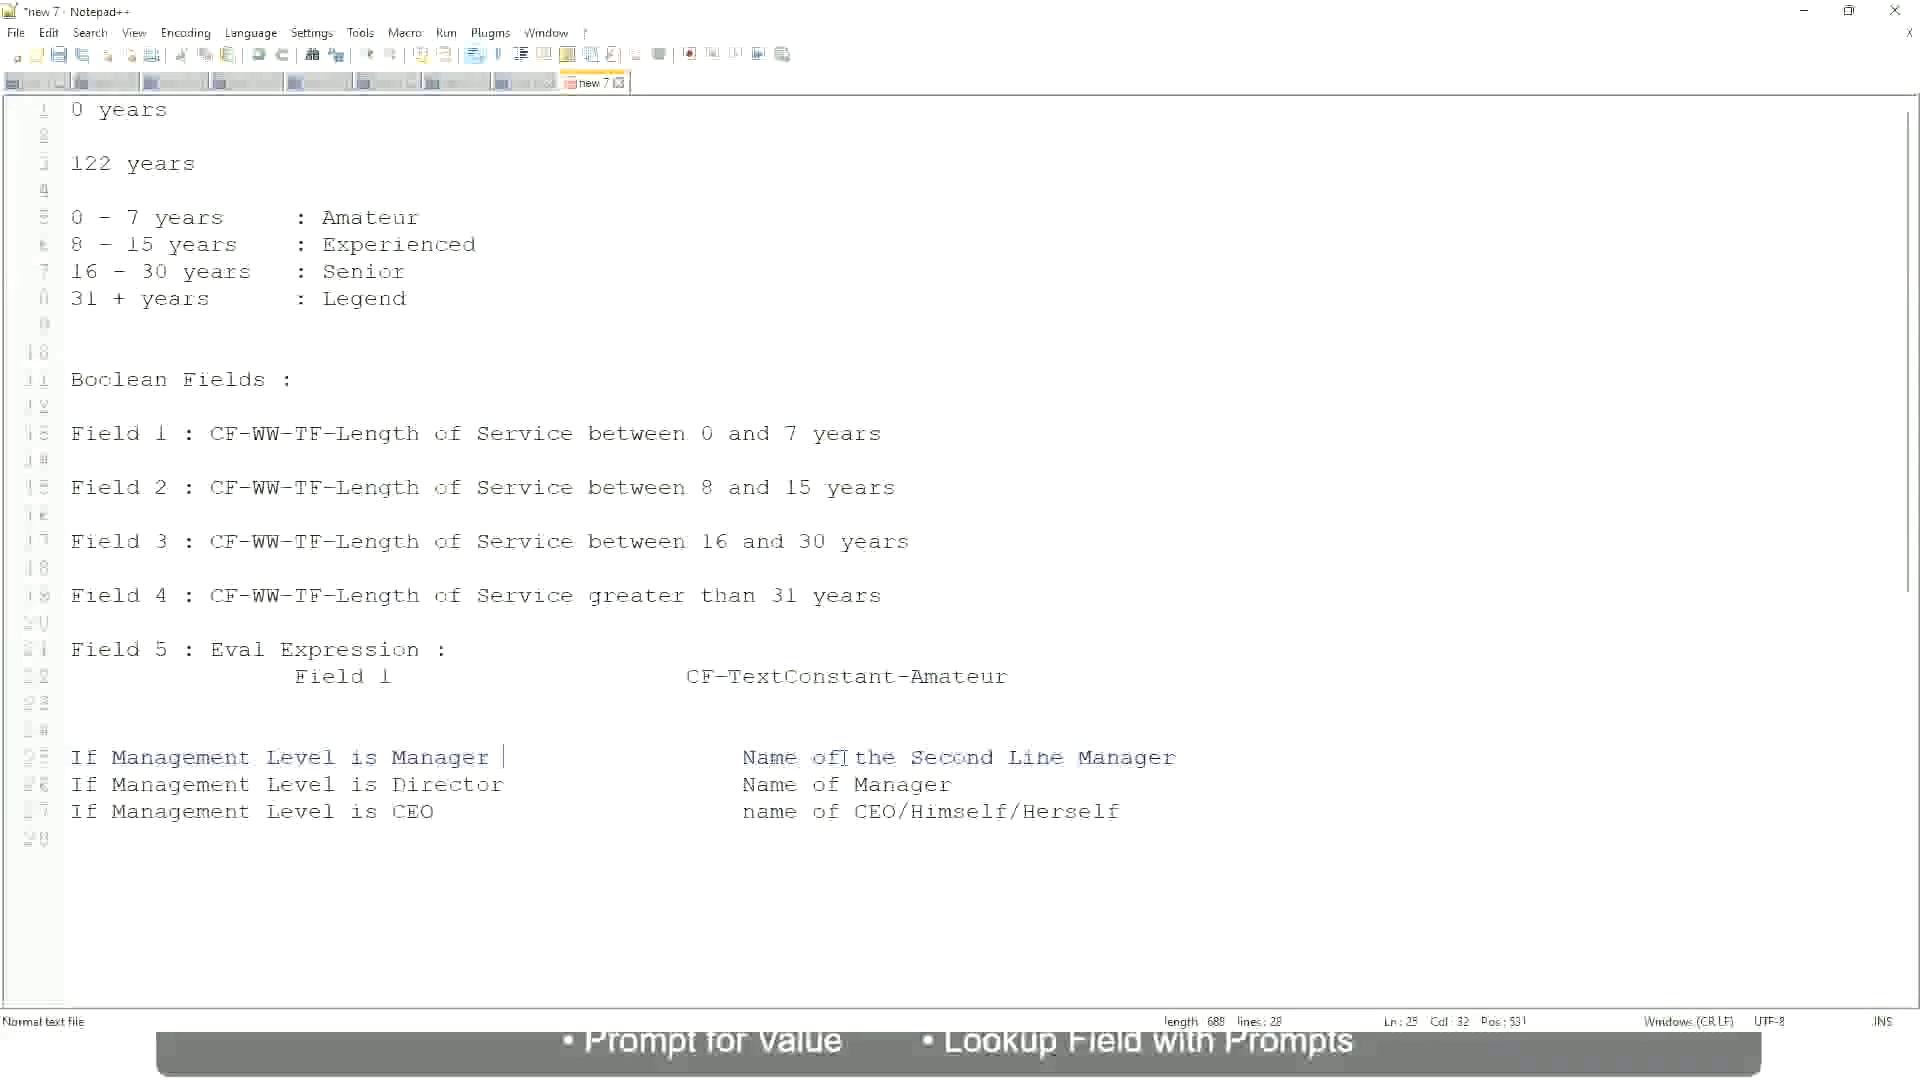 *new 7 - Notepad++
File Edit Search View Encoding Language Settings Tools Macro Run Plugins Window ?
new 7
0 years
122 years
0 - 7 years : Amateur
8 - 15 years : Experienced
16 - 30 years : Senior
31 + years : Legend
Boolean Fields :
Field 1 : CF-WW-TF-Length of Service between 0 and 7 years
Field 2 : CF-WW-TF-Length of Service between 8 and 15 years
Field 3 : CF-WW-TF-Length of Service between 16 and 30 years
Field 4 : CF-WW-TF-Length of Service greater than 31 years
Field 5 : Eval Expression :
Field 1 CF-TextConstant-Amateur
If Management Level is Manager Name of the Second Line Manager
If Management Level is Director Name of Manager
If Management Level is CEO name of CEO/Himself/Herself
Normal text file length : 688 lines : 28 Ln : 25 Col : 32 Pos : 531 Windows (CR LF) UTF-8 INS
• Prompt for Value • Lookup Field with Prompts